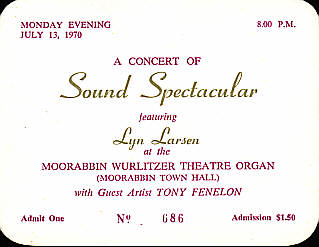 MONDAY EVENING 8.00 P.M.
JULY 13, 1970
A CONCERT OF
Sound Spectacular
featuring
Lyn Larsen
at the
MOORABBIN WURLITZER THEATRE ORGAN
(MOORABBIN TOWN HALL)
with Guest Artist TONY FENELON
Admit One No. 686 Admission $1.50